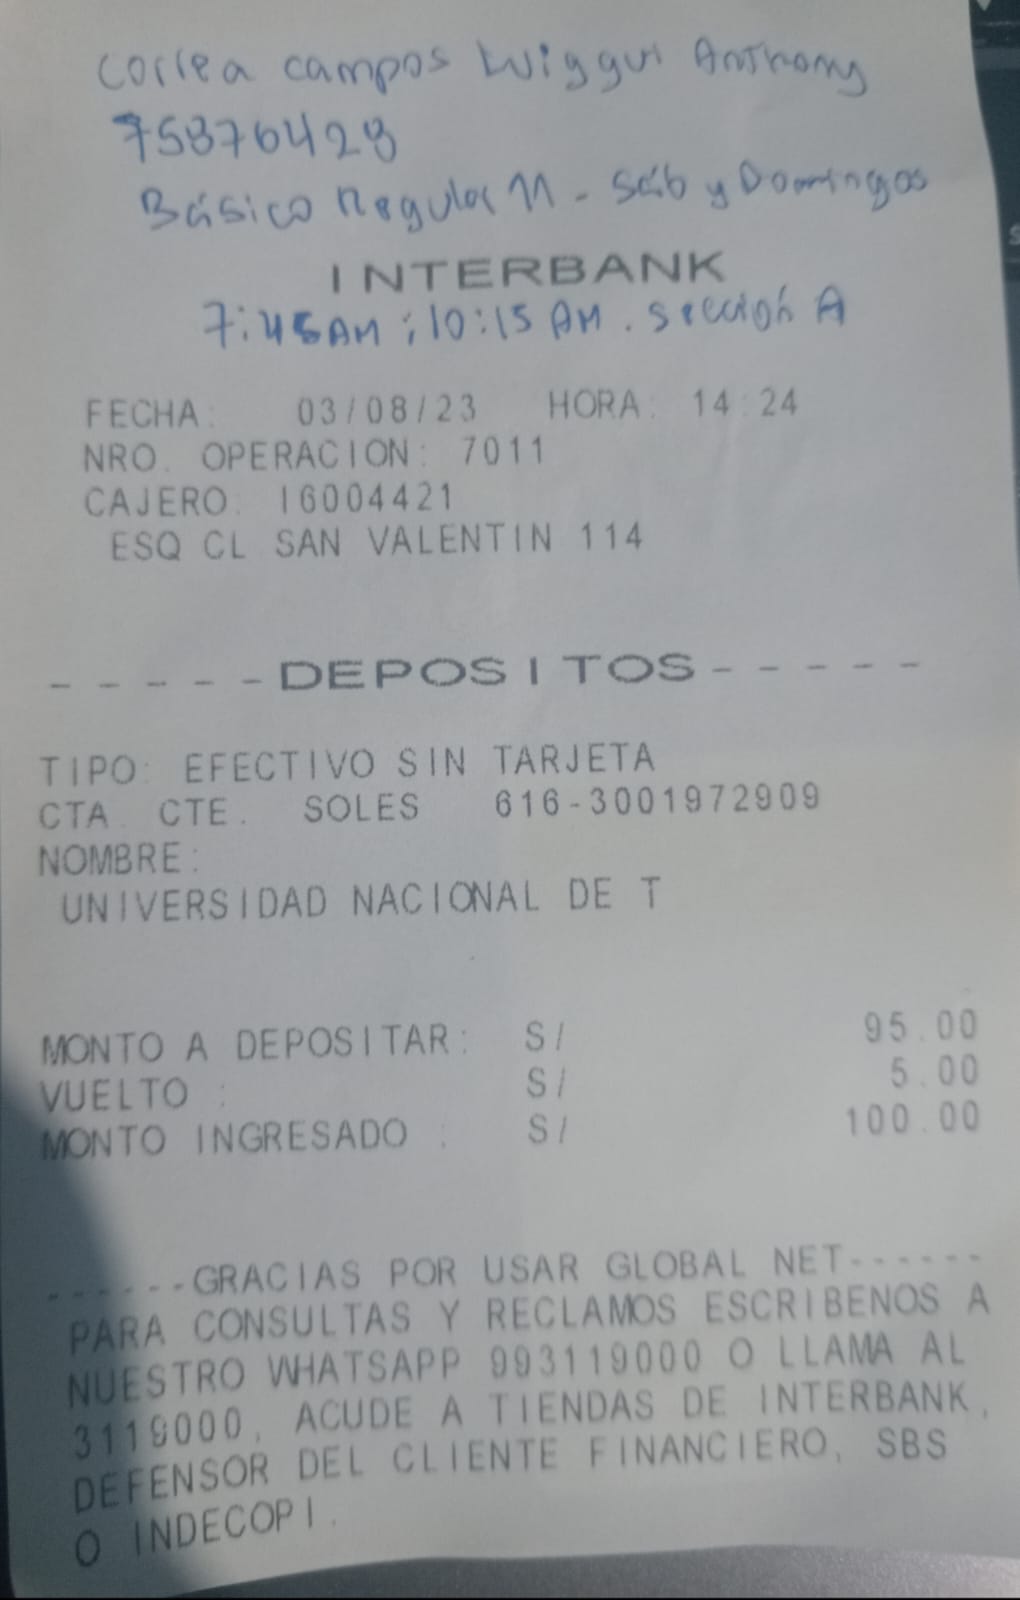 Correa campos Wiggui Anthony
75876428
Básico Regular 11 - Sáb y Domingos
INTERBANK
7:45AM ; 10:15 AM . sección A
FECHA: 03/08/23 HORA: 14:24
NRO. OPERACION: 7011
CAJERO: 16004421
ESQ CL SAN VALENTIN 114
-----DEPOSITOS-----
TIPO: EFECTIVO SIN TARJETA
CTA. CTE. SOLES 616-3001972909
NOMBRE:
UNIVERSIDAD NACIONAL DE T
MONTO A DEPOSITAR: S/ 95.00
VUELTO : S/ 5.00
MONTO INGRESADO : S/ 100.00
------GRACIAS POR USAR GLOBAL NET------
PARA CONSULTAS Y RECLAMOS ESCRIBENOS A
NUESTRO WHATSAPP 993119000 O LLAMA AL
3119000, ACUDE A TIENDAS DE INTERBANK,
DEFENSOR DEL CLIENTE FINANCIERO, SBS
O INDECOPI.